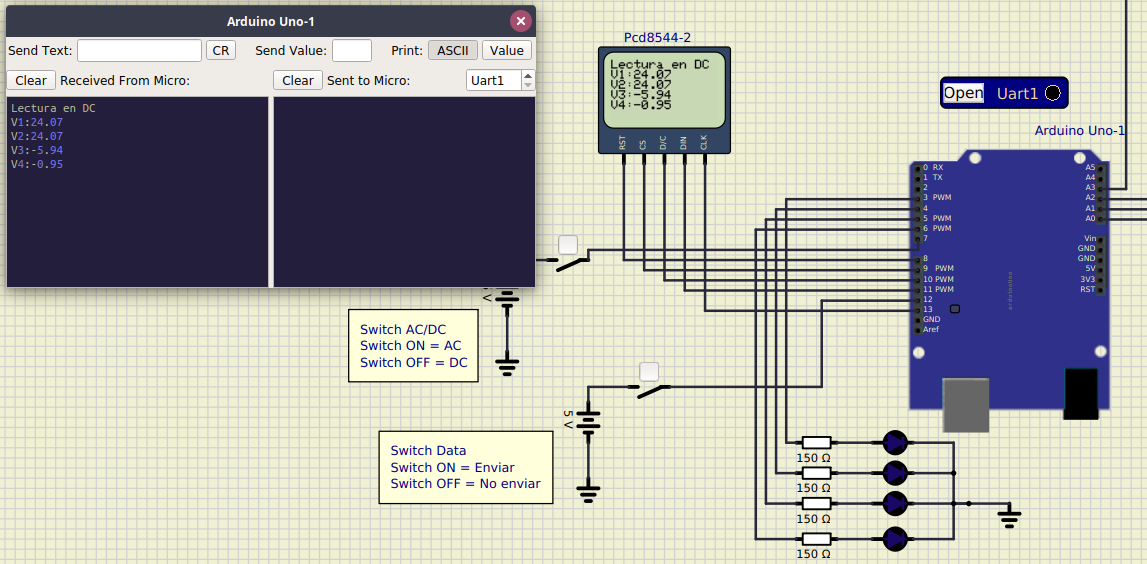 Arduino Uno-1
Send Text:
CR
Send Value:
Print:
ASCII
Value
Clear
Received From Micro:
Clear
Sent to Micro:
Uart1
Lectura en DC
V1:24.07
V2:24.07
V3:-5.94
V4:-0.95
Pcd8544-2
Lectura en DC
V1:24.07
V2:24.07
V3:-5.94
V4:-0.95
RST
CS
D/C
DIN
CLK
Open
Uart1
Arduino Uno-1
0 RX
1 TX
2
3 PWM
4
5 PWM
6 PWM
7
8
9 PWM
10 PWM
11 PWM
12
13
GND
Aref
A5
A4
A3
A2
A1
A0
Vin
GND
GND
5V
3V3
RST
V
Switch AC/DC
Switch ON = AC
Switch OFF = DC
5 V
Switch Data
Switch ON = Enviar
Switch OFF = No enviar
150 Ω
150 Ω
150 Ω
150 Ω